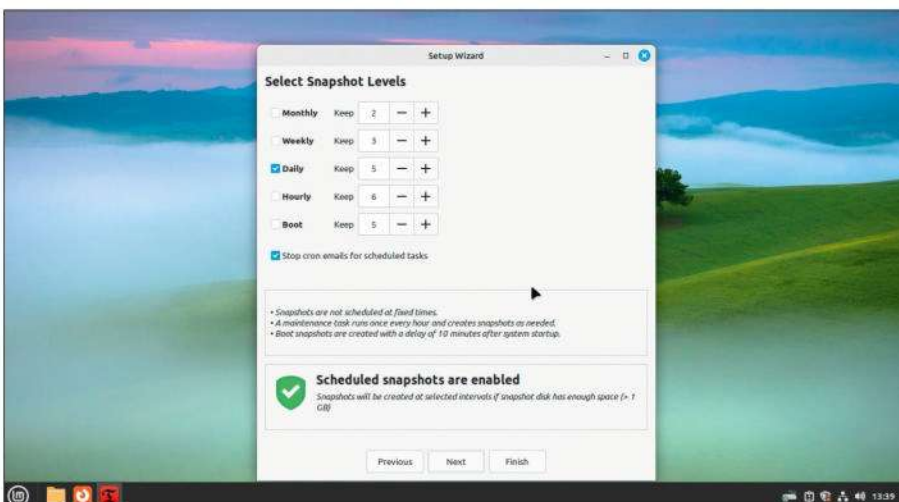 Setup Wizard
Select Snapshot Levels
Monthly Keep 2 — +
Weekly Keep 3 — +
Daily Keep 5 — +
Hourly Keep 6 — +
Boot Keep 5 — +
Stop cron emails for scheduled tasks
• Snapshots are not scheduled at fixed times.
• A maintenance task runs once every hour and creates snapshots as needed.
• Boot snapshots are created with a delay of 10 minutes after system startup.
Scheduled snapshots are enabled
Snapshots will be created at selected intervals if snapshot disk has enough space (> 1
GB)
Previous Next Finish
13:39